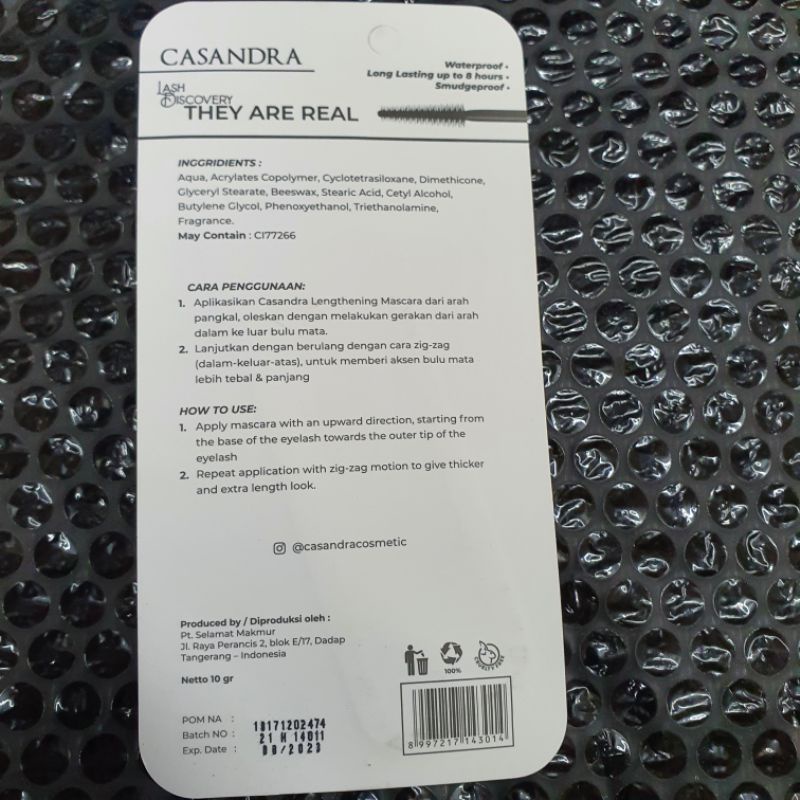 CASANDRA
Waterproof •
Long Lasting up to 8 hours •
Smudgeproof •
LASH
DISCOVERY
THEY ARE REAL
INGGRIDIENTS :
Aqua, Acrylates Copolymer, Cyclotetrasiloxane, Dimethicone,
Glyceryl Stearate, Beeswax, Stearic Acid, Cetyl Alcohol,
Butylene Glycol, Phenoxyethanol, Triethanolamine,
Fragrance.
May Contain : CI77266
CARA PENGGUNAAN:
1. Aplikasikan Casandra Lengthening Mascara dari arah
pangkal, oleskan dengan melakukan gerakan dari arah
dalam ke luar bulu mata.
2. Lanjutkan dengan berulang dengan cara zig-zag
(dalam-keluar-atas), untuk memberi aksen bulu mata
lebih tebal & panjang
HOW TO USE:
1. Apply mascara with an upward direction, starting from
the base of the eyelash towards the outer tip of the
eyelash
2. Repeat application with zig-zag motion to give thicker
and extra length look.
@casandracosmetic
Produced by / Diproduksi oleh :
Pt. Selamat Makmur
Jl. Raya Perancis 2, blok E/17, Dadap
Tangerang – Indonesia
Netto 10 gr
100%
CRUELTY FREE
POM NA : 18171202474
Batch NO : 21 H 14011
Exp. Date : 08/2023
8 997217 143014